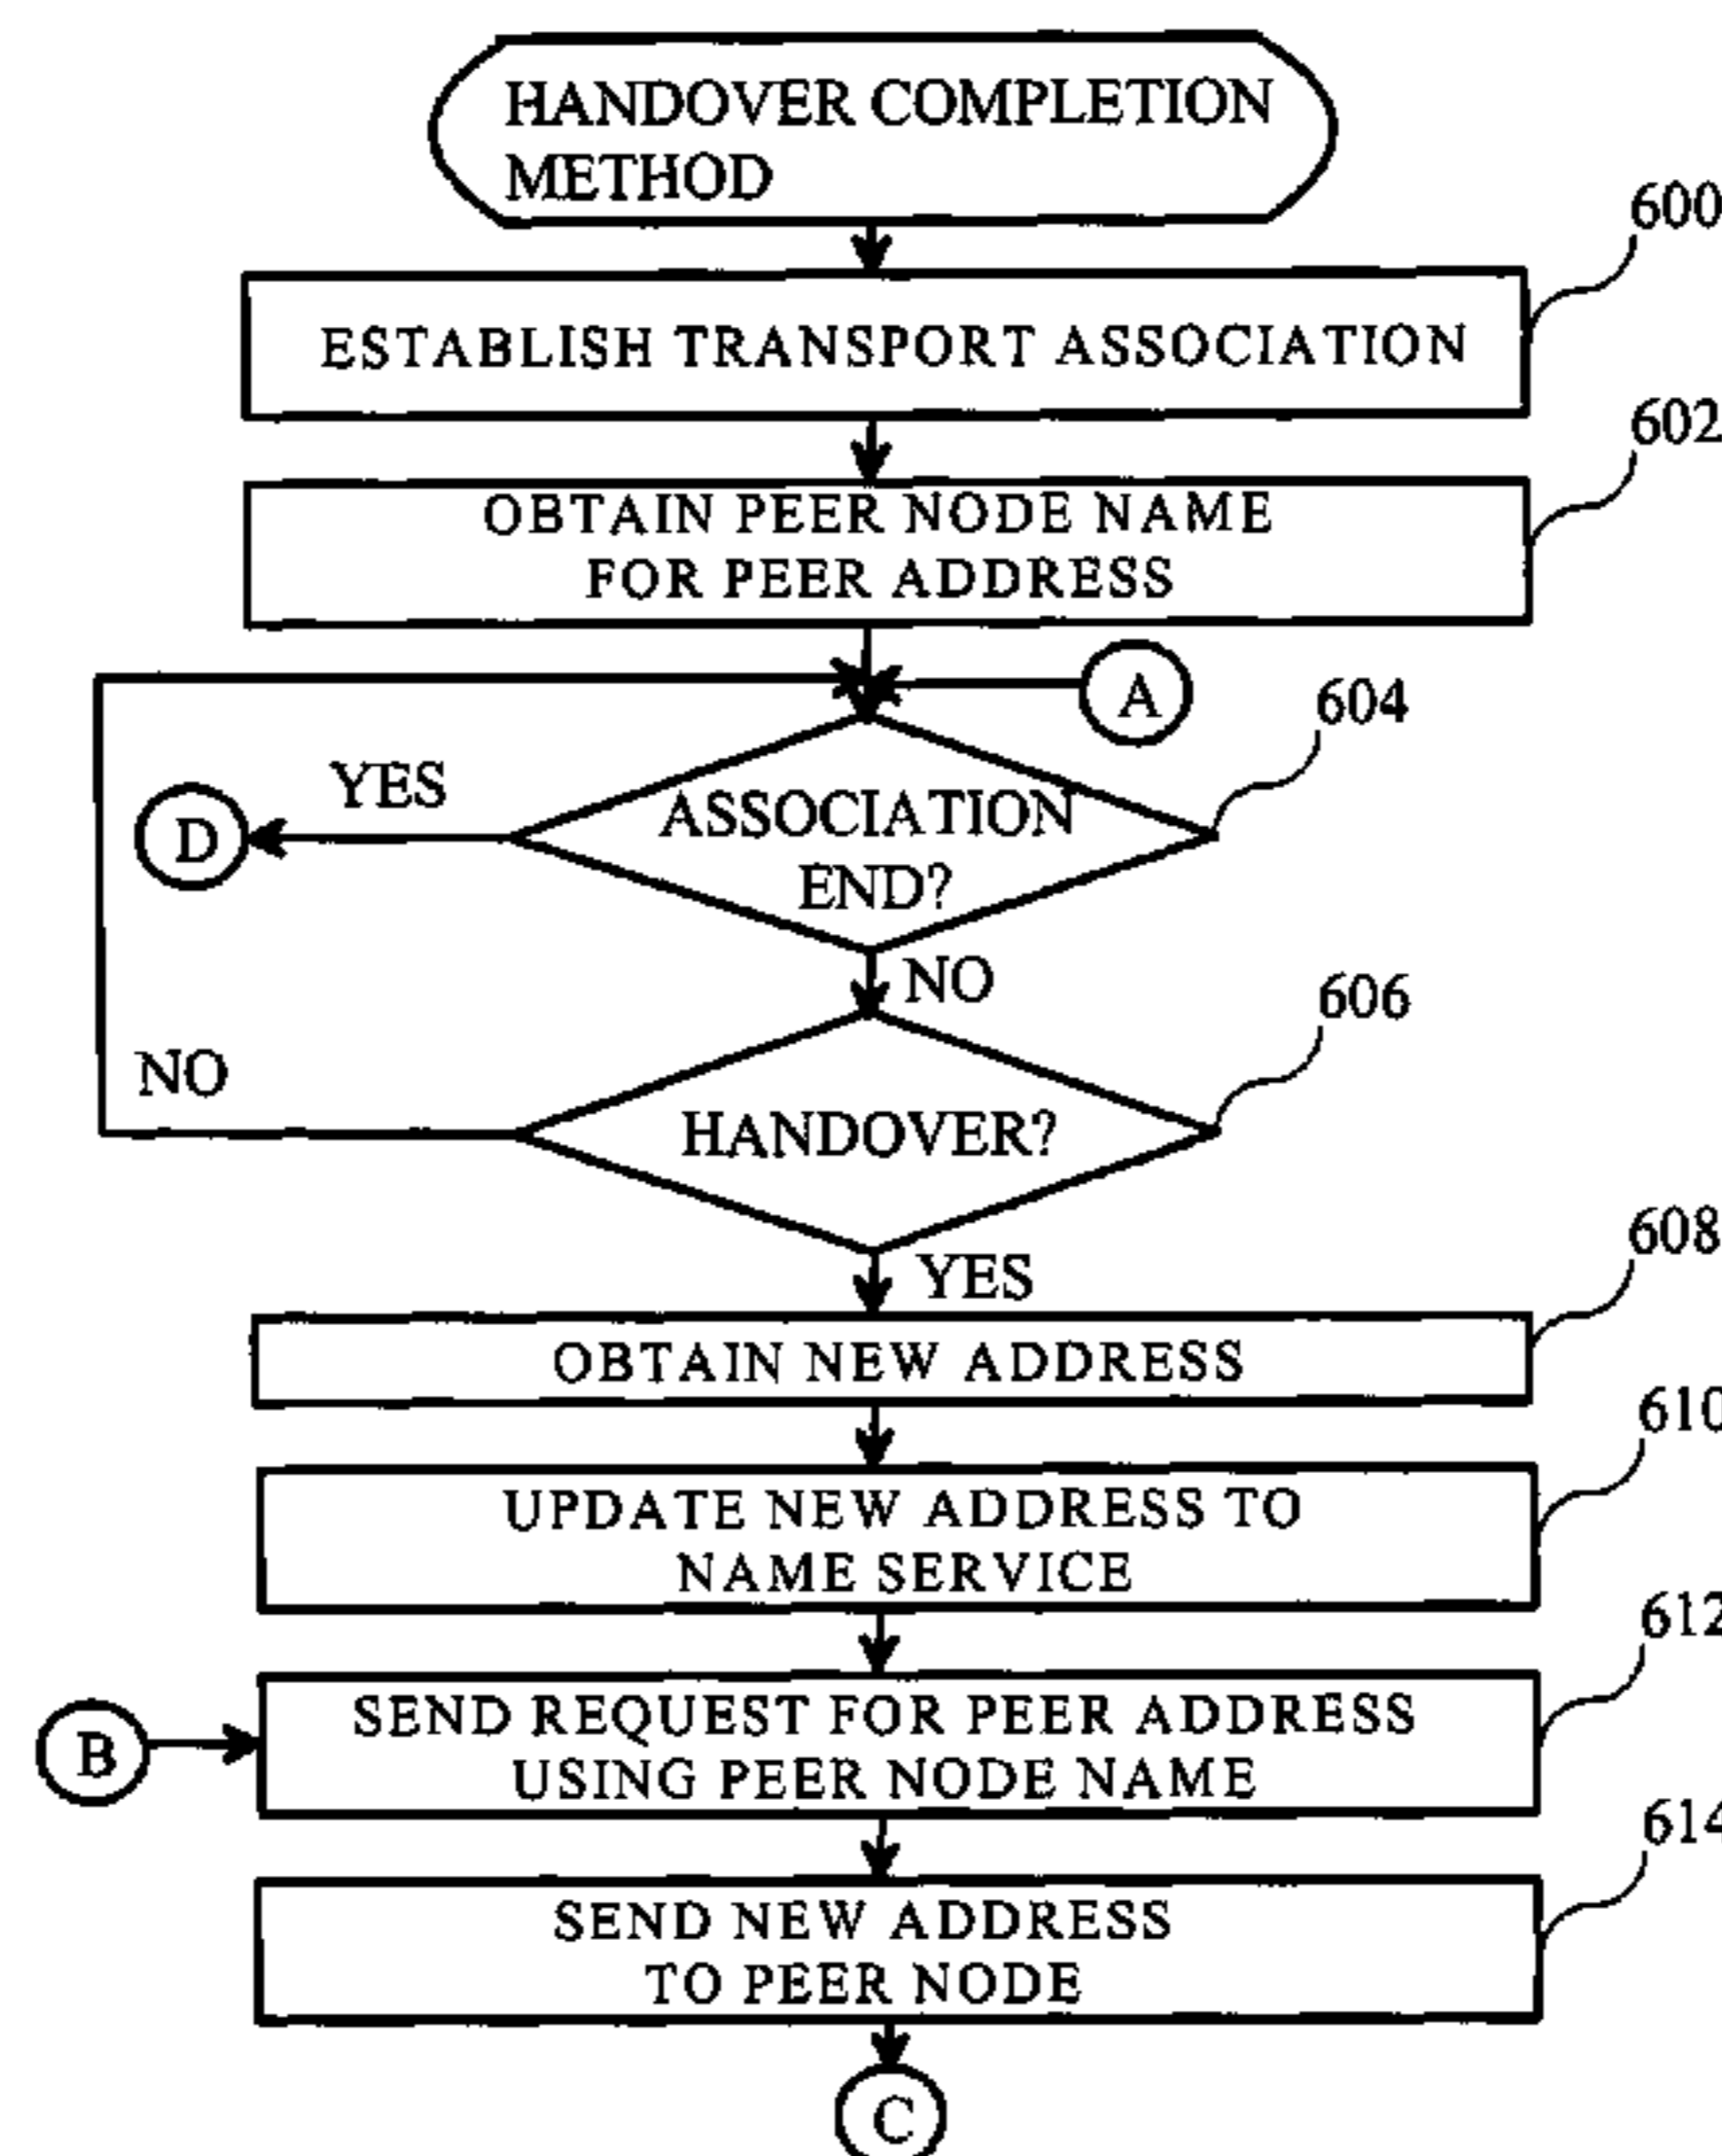 HANDOVER COMPLETION
METHOD
600
ESTABLISH TRANSPORT ASSOCIATION
602
OBTAIN PEER NODE NAME
FOR PEER ADDRESS
A
604
YES
D
ASSOCIATION
END?
NO
606
NO
HANDOVER?
YES
608
OBTAIN NEW ADDRESS
610
UPDATE NEW ADDRESS TO
NAME SERVICE
612
B
SEND REQUEST FOR PEER ADDRESS
USING PEER NODE NAME
614
SEND NEW ADDRESS
TO PEER NODE
C